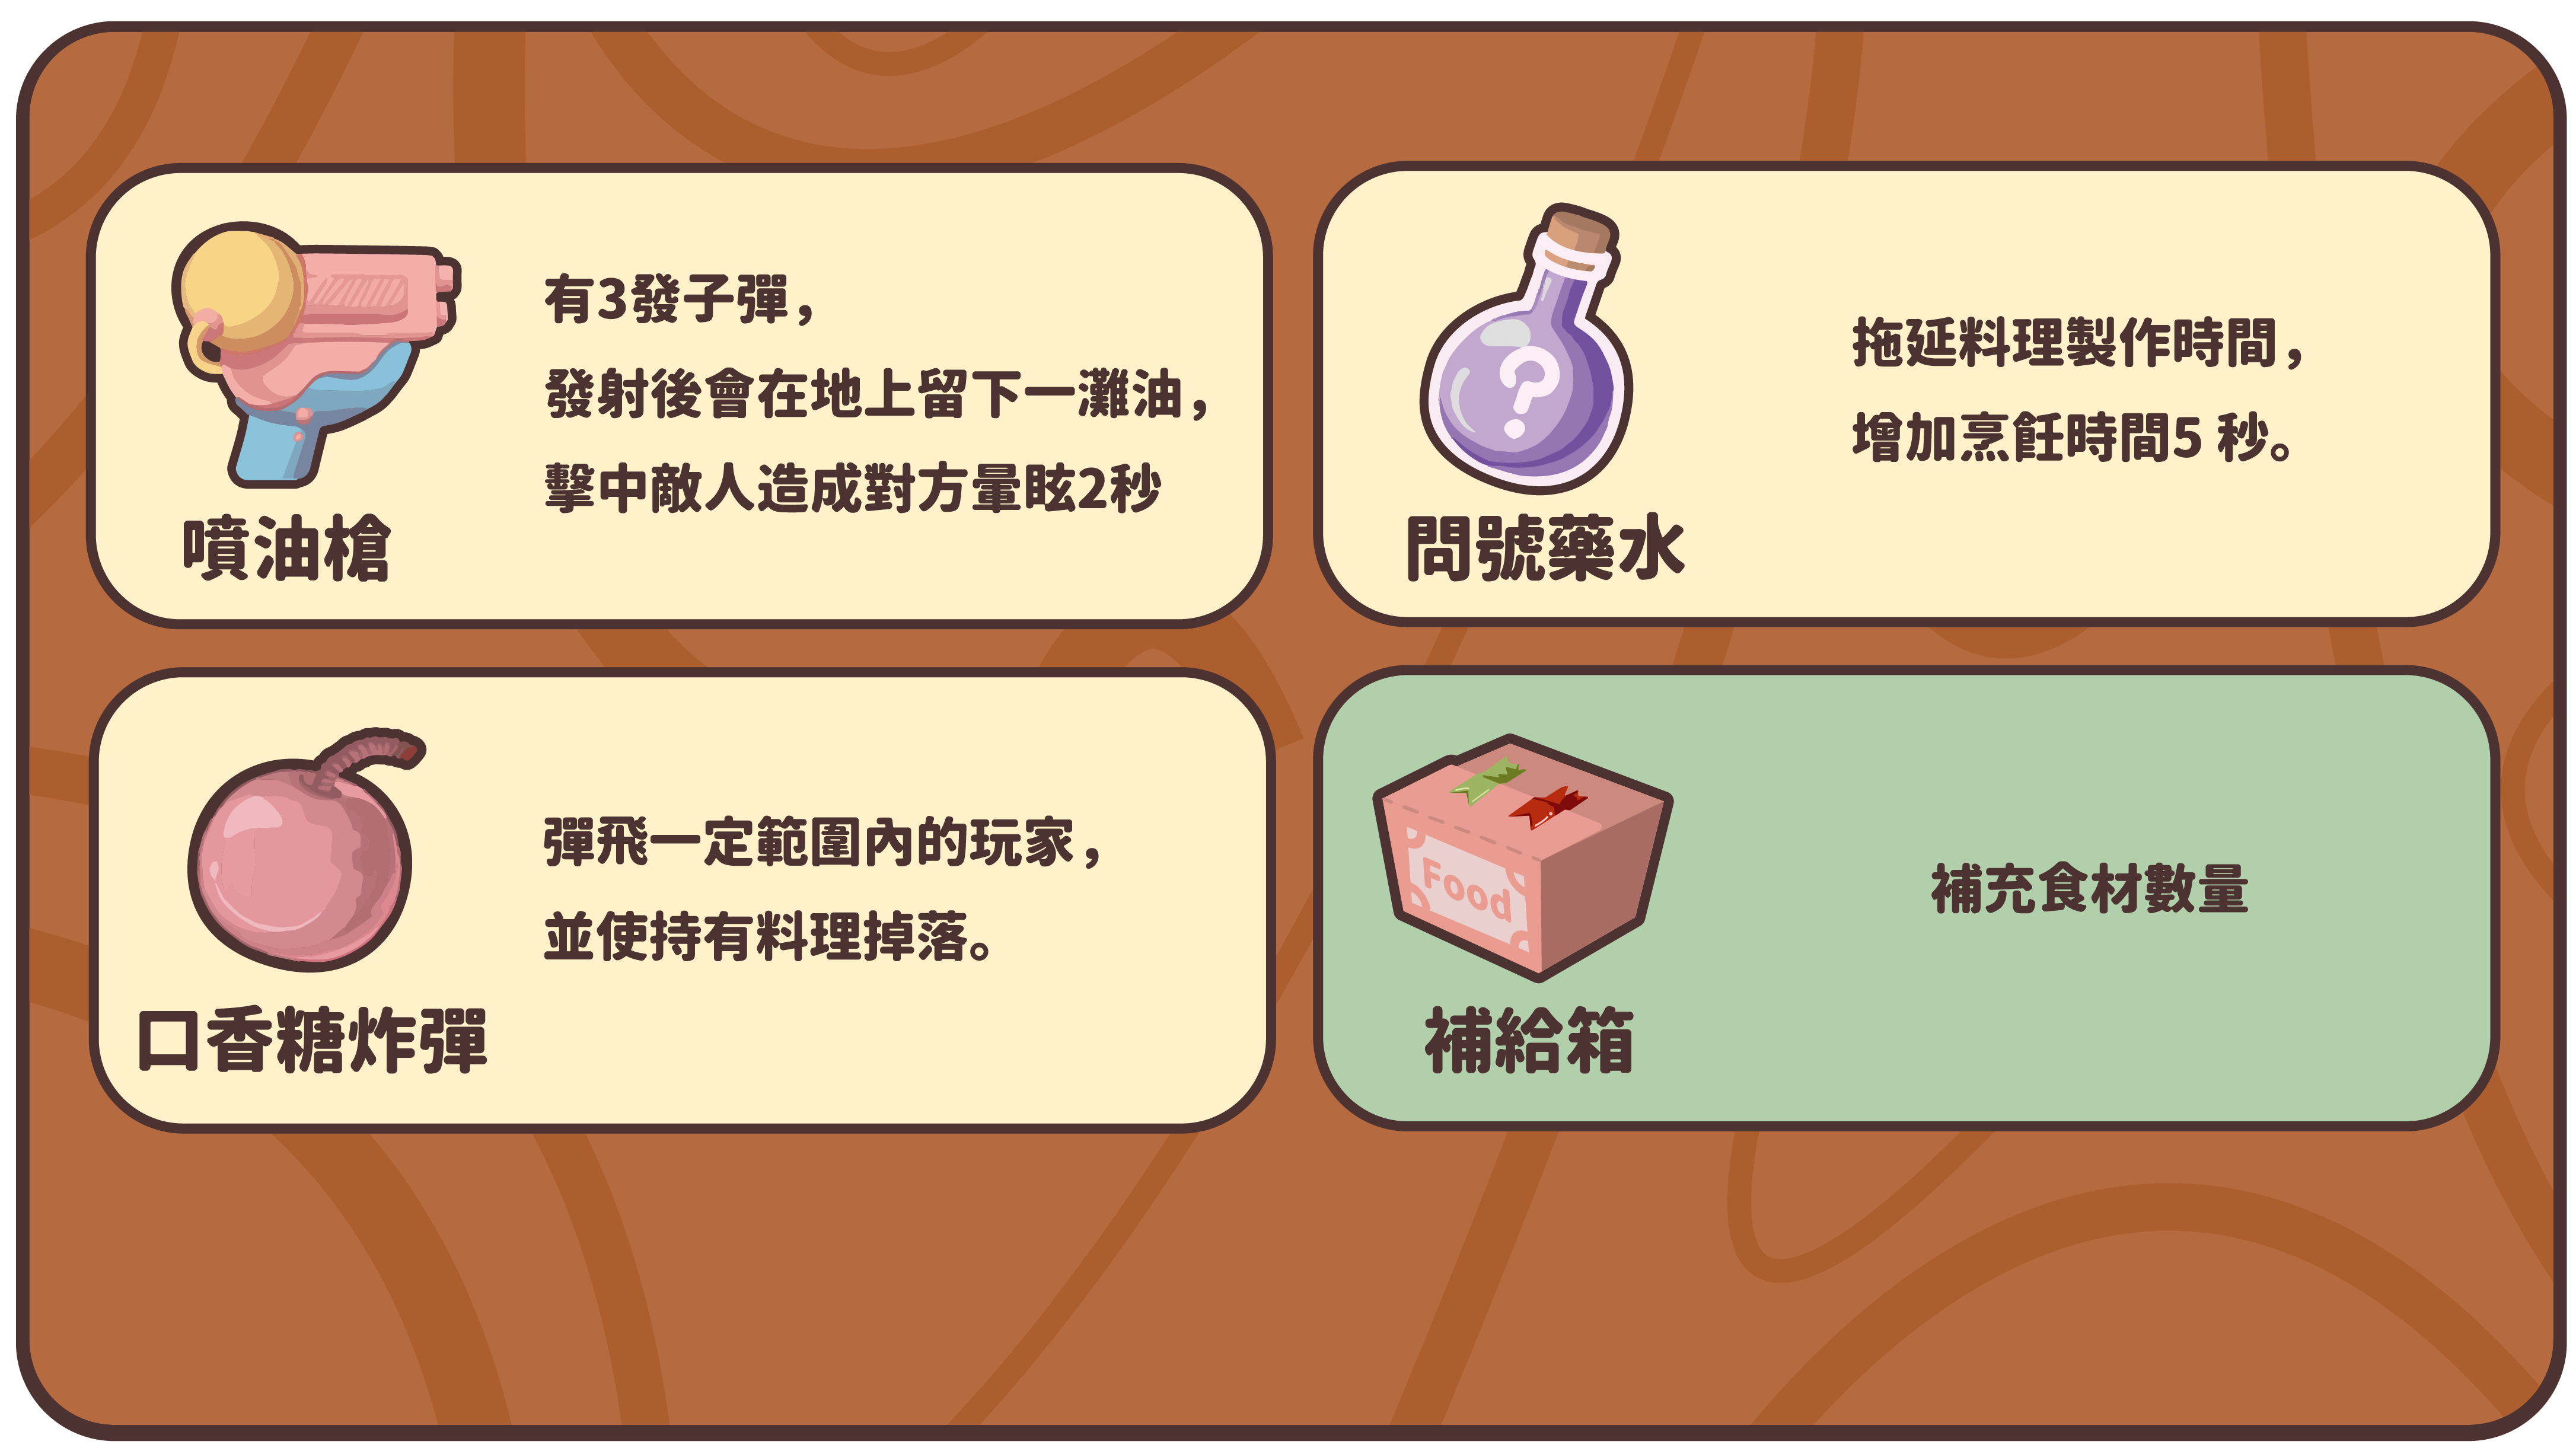 有3發子彈，
發射後會在地上留下一灘油，
擊中敵人造成對方暈眩2秒
噴油槍
拖延料理製作時間，
增加烹飪時間5 秒。
問號藥水
彈飛一定範圍內的玩家，
並使持有料理掉落。
口香糖炸彈
Food
補充食材數量
補給箱